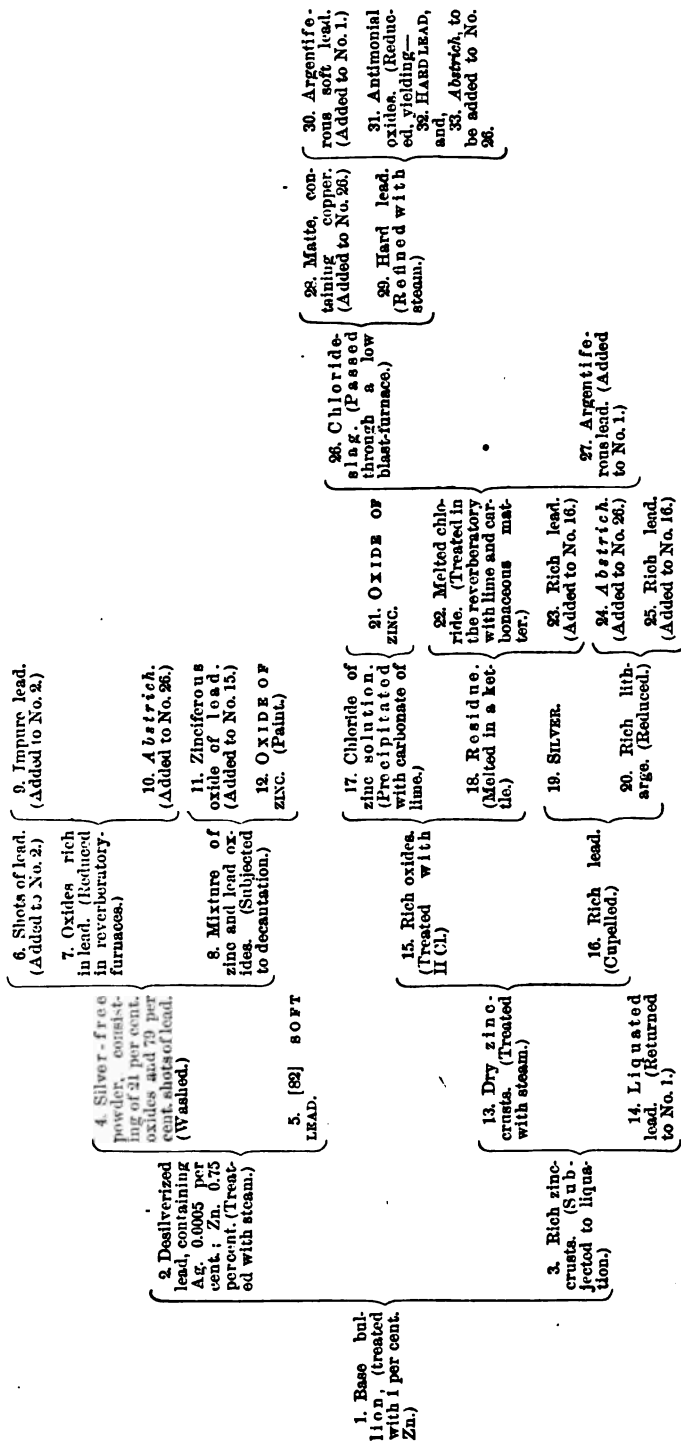 1. Base bul-
lion, (treated
with 1 per cent.
Zn.)
2. Desilverized
lead, containing
Ag. 0.0005 per
cent.; Zn. 0.75
percent. (Treat-
ed with steam.)
3. Rich zinc-
crusts. (Sub-
jected to liqua-
tion.)
4. Silver-free
powder, consist-
ing of 21 per cent.
oxides and 79 per
cent. shots of lead.
(Washed.)
5. [82] SOFT
LEAD.
6. Shots of lead.
(Added to No. 2.)
7. Oxides rich
in lead. (Reduced
in reverberatory-
furnaces.)
8. Mixture of
zinc and lead ox-
ides. (Subjected
to decantation.)
9. Impure lead.
(Added to No. 2.)
10. Abstrich.
(Added to No. 26.)
11. Zinciferous
oxide of lead.
(Added to No. 15.)
12. OXIDE OF
ZINC. (Paint.)
13. Dry zinc-
crusts. (Treated
with steam.)
14. Liquated
lead. (Returned
to No. 1.)
15. Rich oxides.
(Treated with
H Cl.)
16. Rich lead.
(Cupelled.)
17. Chloride of
zinc solution.
(Precipitated
with carbonate of
lime.)
18. Residue.
(Melted in a ket-
tle.)
19. SILVER.
20. Rich lith-
arge. (Reduced.)
21. OXIDE OF
ZINC.
22. Melted chlo-
ride. (Treated in
the reverberatory
with lime and car-
bonaceous mat-
ter.)
23. Rich lead.
(Added to No. 16.)
24. Abstrich.
(Added to No. 26.)
25. Rich lead.
(Added to No. 16.)
26. Chloride-
slag. (Passed
through a low
blast-furnace.)
27. Argentife-
rous lead. (Added
to No. 1.)
28. Matte, con-
taining copper.
(Added to No. 26.)
29. Hard lead.
(Refined with
steam.)
30. Argentife-
rous soft lead.
(Added to No. 1.)
31. Antimonial
oxides. (Reduc-
ed, yielding—
32. HARD LEAD,
and,
33. Abstrich, to
be added to No.
26.